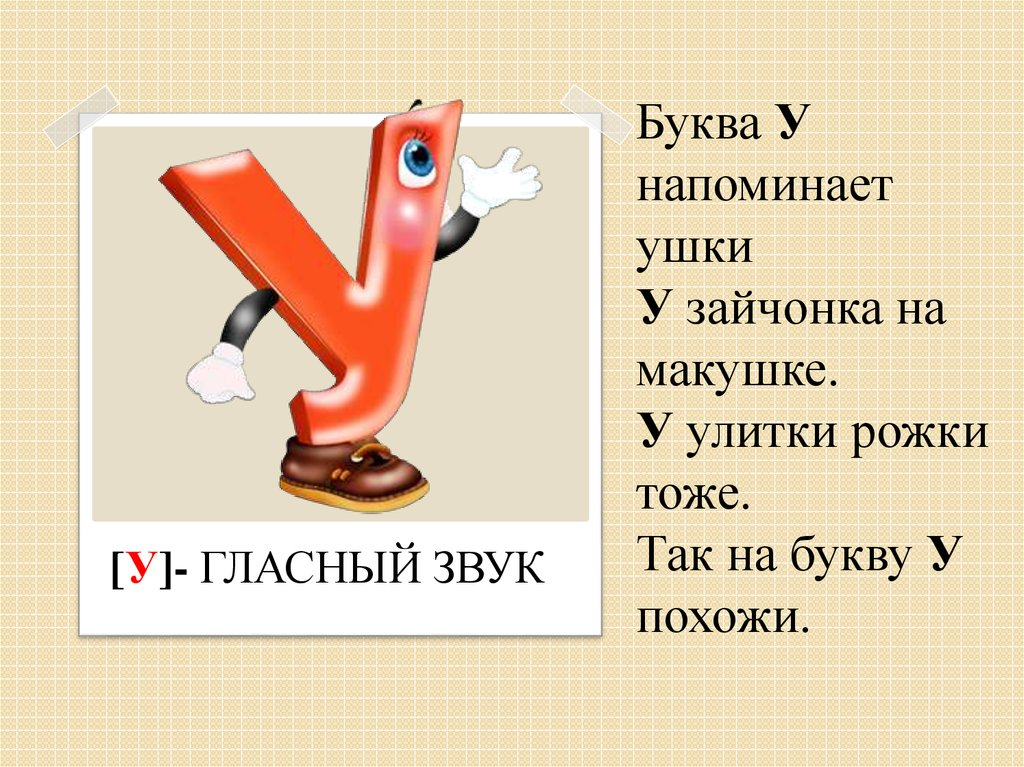 [У]- ГЛАСНЫЙ ЗВУК
Буква У
напоминает
ушки
У зайчонка на
макушке.
У улитки рожки
тоже.
Так на букву У
похожи.